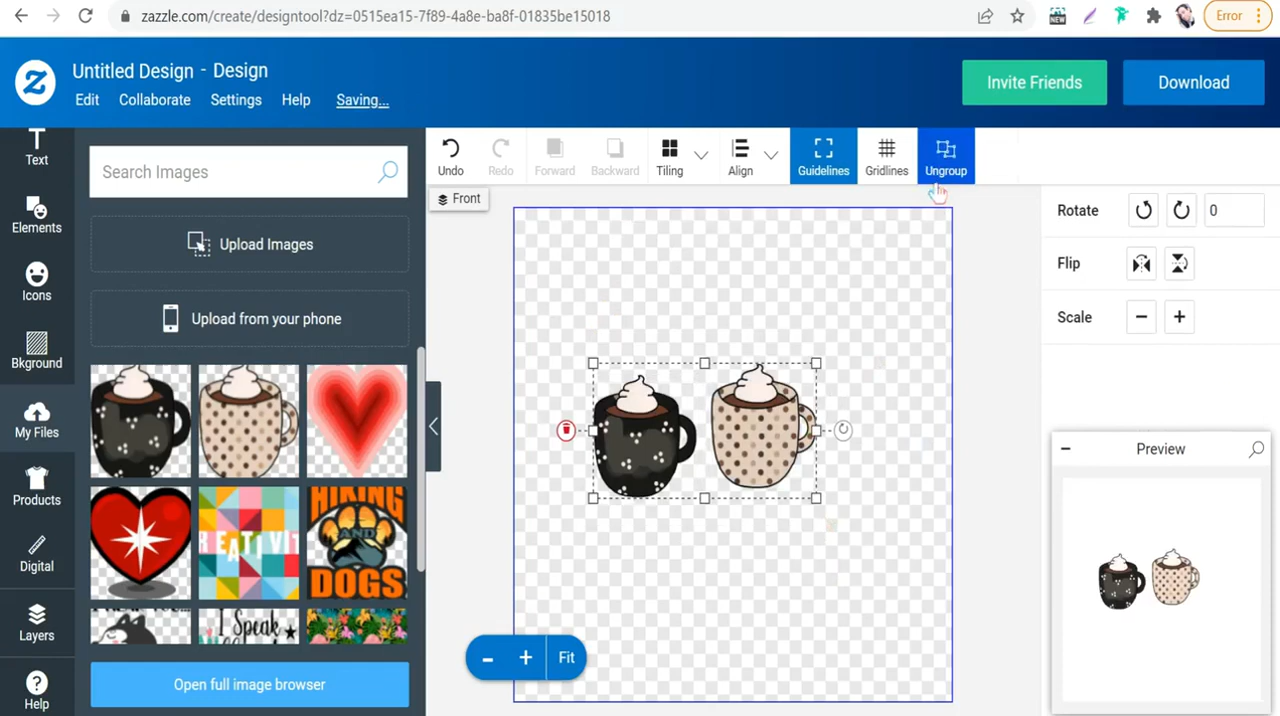 zazzle.com/create/designtool?dz=0515ea15-7f89-4a8e-ba8f-01835be15018
NEW
Error
Z
Untitled Design - Design
Edit
Collaborate
Settings
Help
Saving...
Invite Friends
Download
Text
Elements
Icons
Bkground
My Files
Products
Digital
Layers
Help
Search Images
Upload Images
Upload from your phone
HIKING
AND
DOGS
I Speak
Open full image browser
Undo
Redo
Forward
Backward
Tiling
Align
Guidelines
Gridlines
Ungroup
Front
- + Fit
Rotate
0
Flip
Scale
Preview